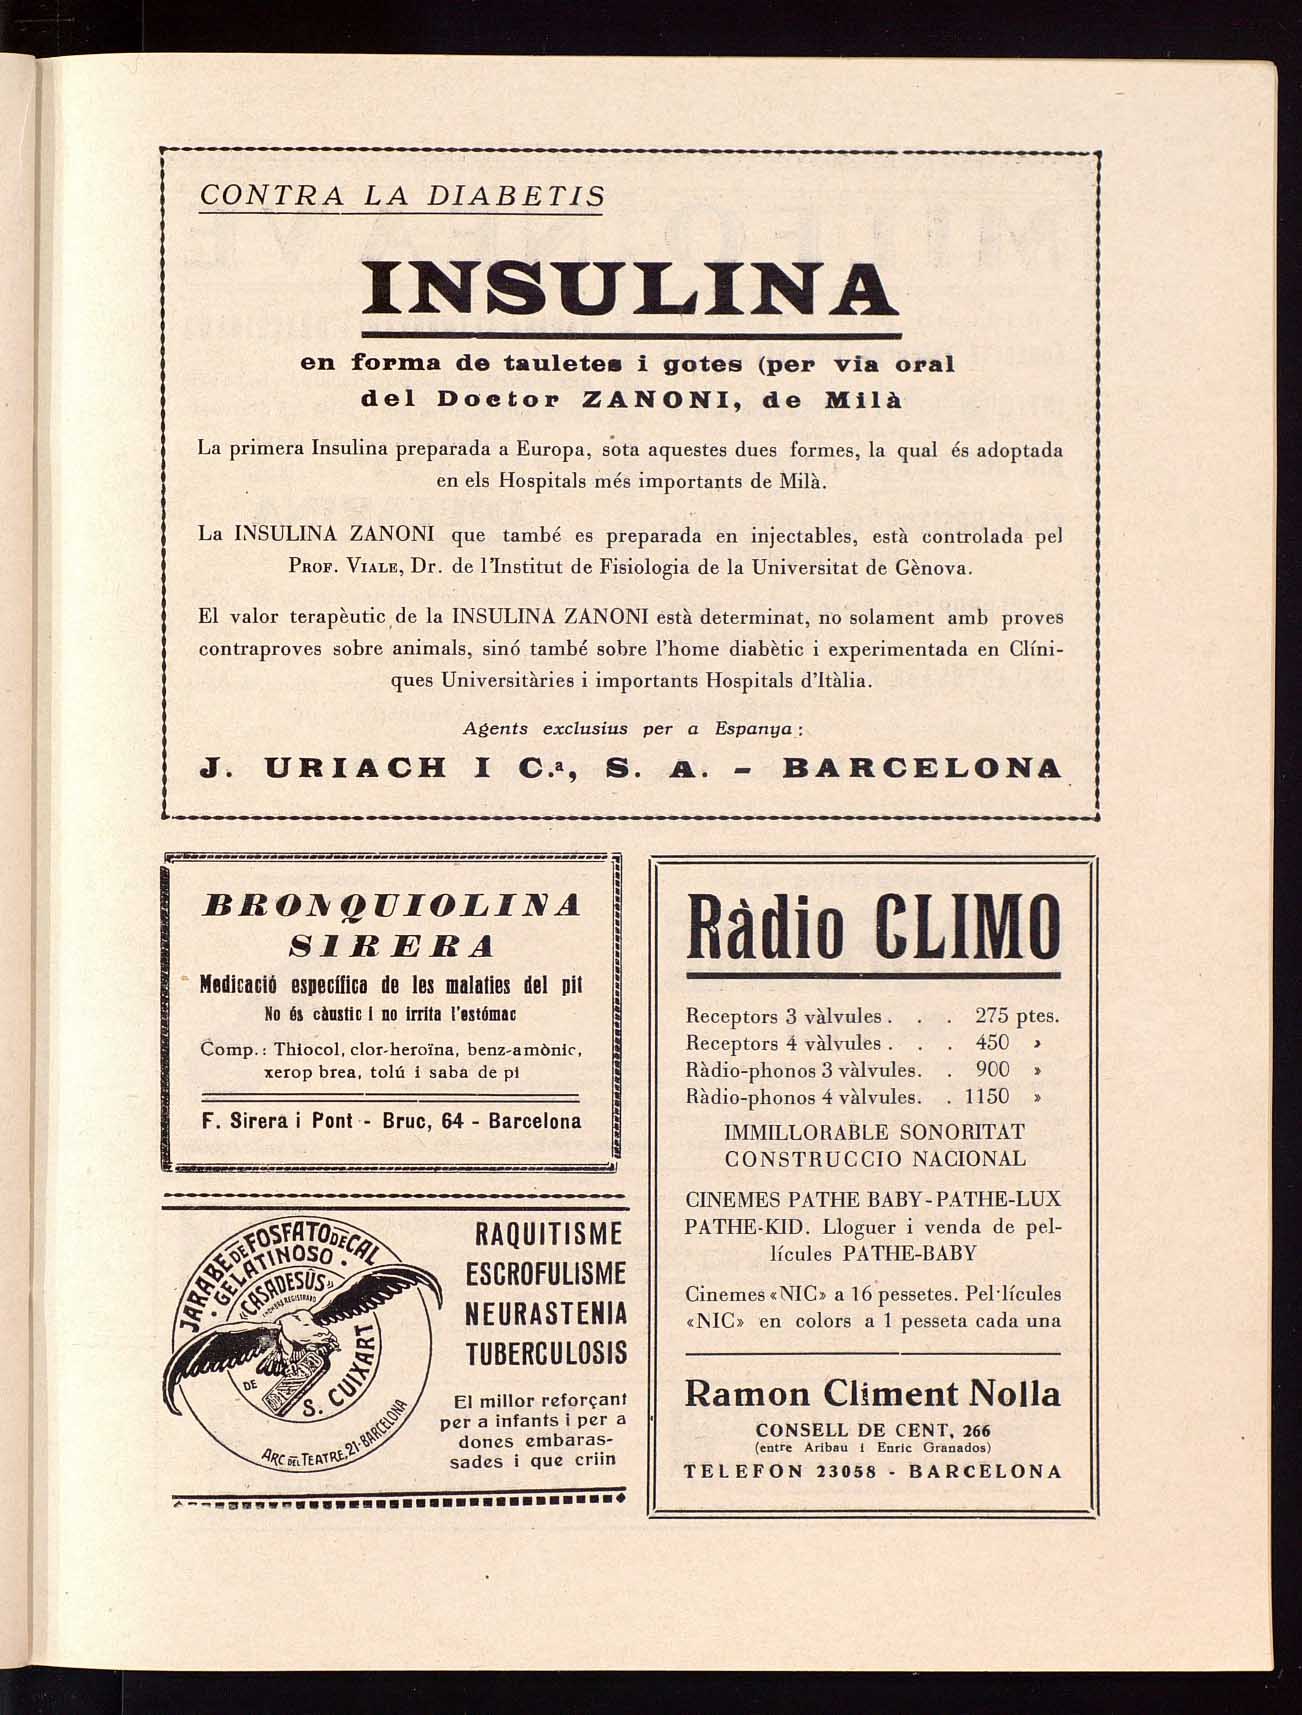 CONTRA LA DIABETIS
INSULINA
en forma de tauletes i gotes (per via oral
del Doctor ZANONI, de Milà
La primera Insulina preparada a Europa, sota aquestes dues formes, la qual és adoptada
en els Hospitals més importants de Milà.
La INSULINA ZANONI que també es preparada en injectables, està controlada pel
PROF. VIALE, Dr. de l'Institut de Fisiologia de la Universitat de Gènova.
El valor terapèutic de la INSULINA ZANONI està determinat, no solament amb proves
contraproves sobre animals, sinó també sobre l'home diabètic i experimentada en Clíni-
ques Universitàries i importants Hospitals d'Itàlia.
Agents exclusius per a Espanya:
J. URIACH I C.ª, S. A. - BARCELONA
BRONQUIOLINA
SIRERA
Medicació específica de les malaties del pit
No és càustic i no irrita l'estómac
Comp.: Thiocol, clor-heroïna, benz-amònic,
xerop brea, tolú i saba de pi
F. Sirera i Pont - Bruc, 64 - Barcelona
JARABE DE FOSFATO DE CAL
GELATINOSO
«CASADESÚS»
NOMBRE REGISTRADO
DE
S. CUIXART
ARC DEL TEATRE, 21-BARCELONA
RAQUITISME
ESCROFULISME
NEURASTENIA
TUBERCULOSIS
El millor reforçant
per a infants i per a
dones embaras-
sades i que criin
Ràdio CLIMO
Receptors 3 vàlvules . . . 275 ptes.
Receptors 4 vàlvules . . . 450 »
Ràdio-phonos 3 vàlvules. . 900 »
Ràdio-phonos 4 vàlvules. . 1150 »
IMMILLORABLE SONORITAT
CONSTRUCCIO NACIONAL
CINEMES PATHE BABY-PATHE-LUX
PATHE-KID. Lloguer i venda de pel-
lícules PATHE-BABY
Cinemes «NIC» a 16 pessetes. Pel·lícules
«NIC» en colors a 1 pesseta cada una
Ramon Climent Nolla
CONSELL DE CENT, 266
(entre Aribau i Enric Granados)
TELEFON 23058 - BARCELONA